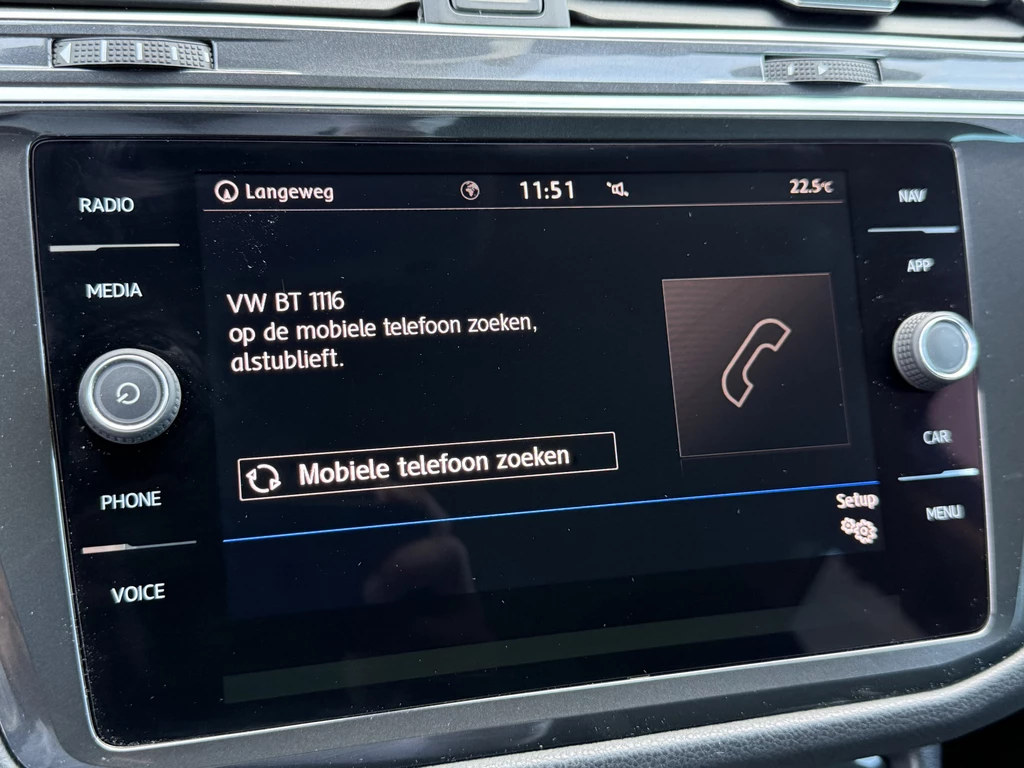 RADIO
MEDIA
PHONE
VOICE
Langeweg
11:51
22.5°C
VW BT 1116
op de mobiele telefoon zoeken,
alstublieft.
Mobiele telefoon zoeken
Setup
NAV
APP
CAR
MENU